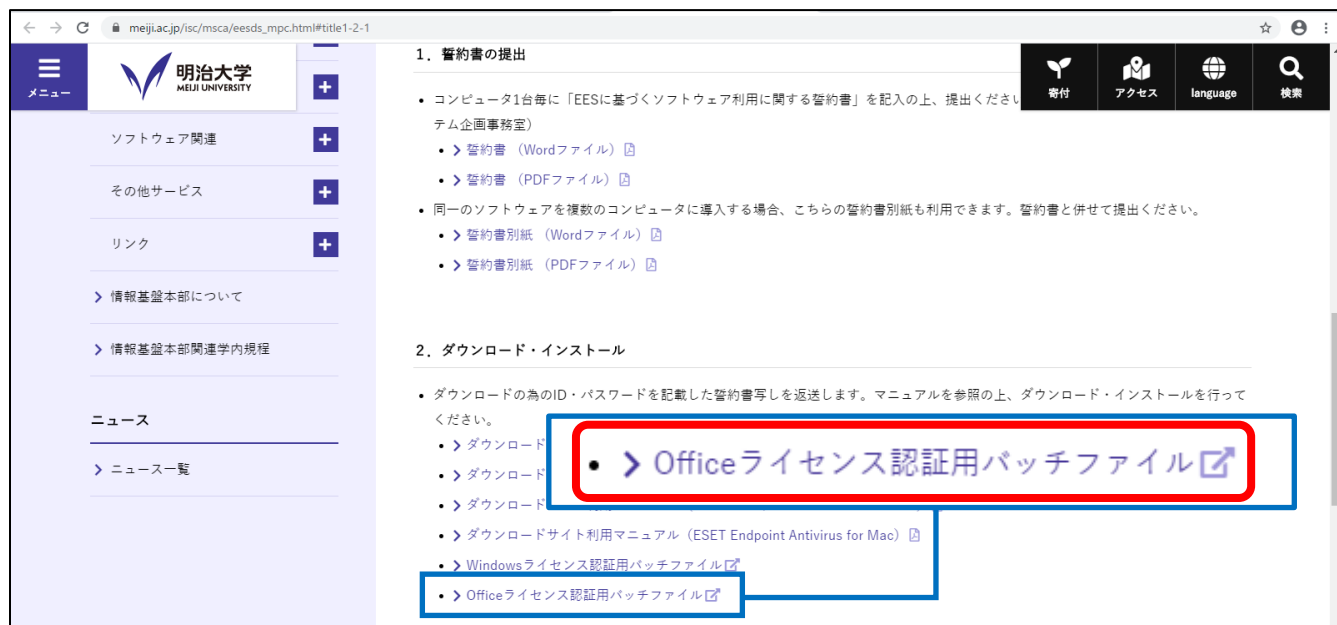 meiji.ac.jp/isc/msca/eesds_mpc.html#title1-2-1
メニュー
明治大学
MEIJI UNIVERSITY
寄付
アクセス
language
検索
ソフトウェア関連
その他サービス
リンク
情報基盤本部について
情報基盤本部関連学内規程
ニュース
ニュース一覧
1．誓約書の提出
コンピュータ1台毎に「EESに基づくソフトウェア利用に関する誓約書」を記入の上、提出くださ
テム企画事務室）
誓約書 （Wordファイル）
誓約書 （PDFファイル）
同一のソフトウェアを複数のコンピュータに導入する場合、こちらの誓約書別紙も利用できます。誓約書と併せて提出ください。
誓約書別紙 （Wordファイル）
誓約書別紙 （PDFファイル）
2．ダウンロード・インストール
ダウンロードの為のID・パスワードを記載した誓約書写しを返送します。マニュアルを参照の上、ダウンロード・インストールを行って
ください。
ダウンロード
ダウンロード
ダウンロード
Officeライセンス認証用バッチファイル
ダウンロードサイト利用マニュアル（ESET Endpoint Antivirus for Mac）
Windowsライセンス認証用バッチファイル
Officeライセンス認証用バッチファイル